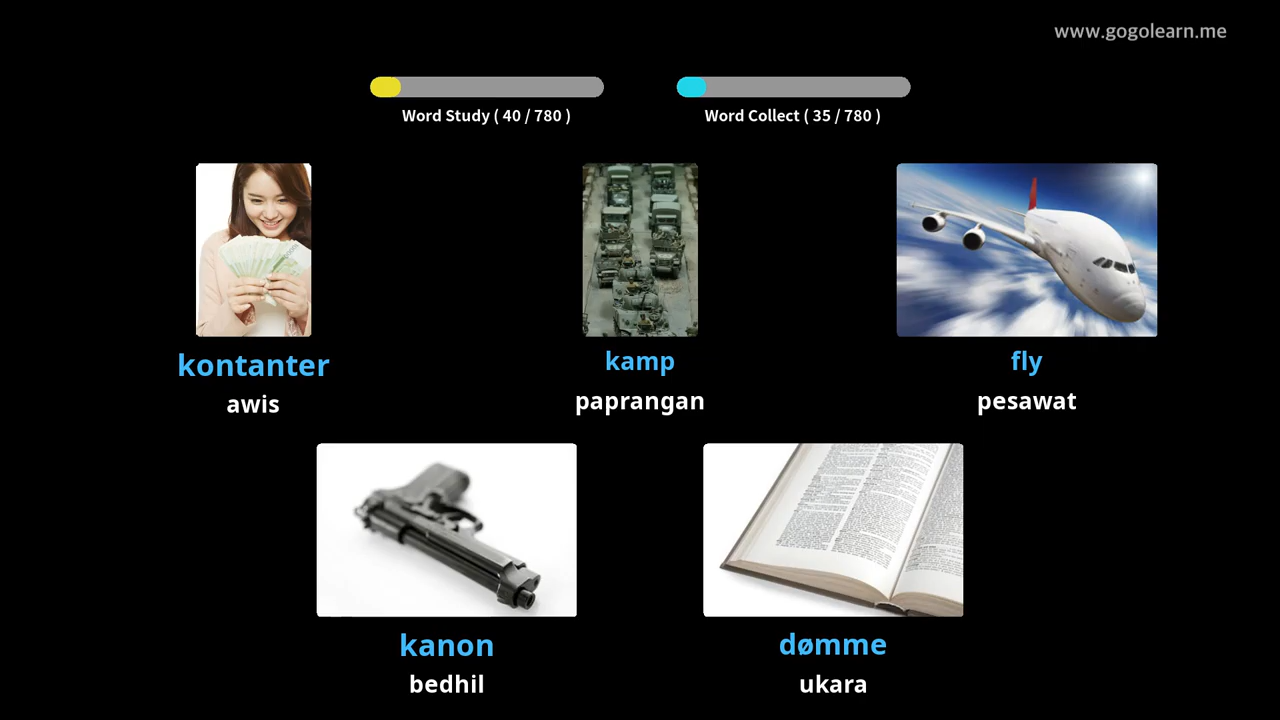 www.gogolearn.me
Word Study ( 40 / 780 )
Word Collect ( 35 / 780 )
kontanter
awis
kamp
paprangan
fly
pesawat
kanon
bedhil
dømme
ukara